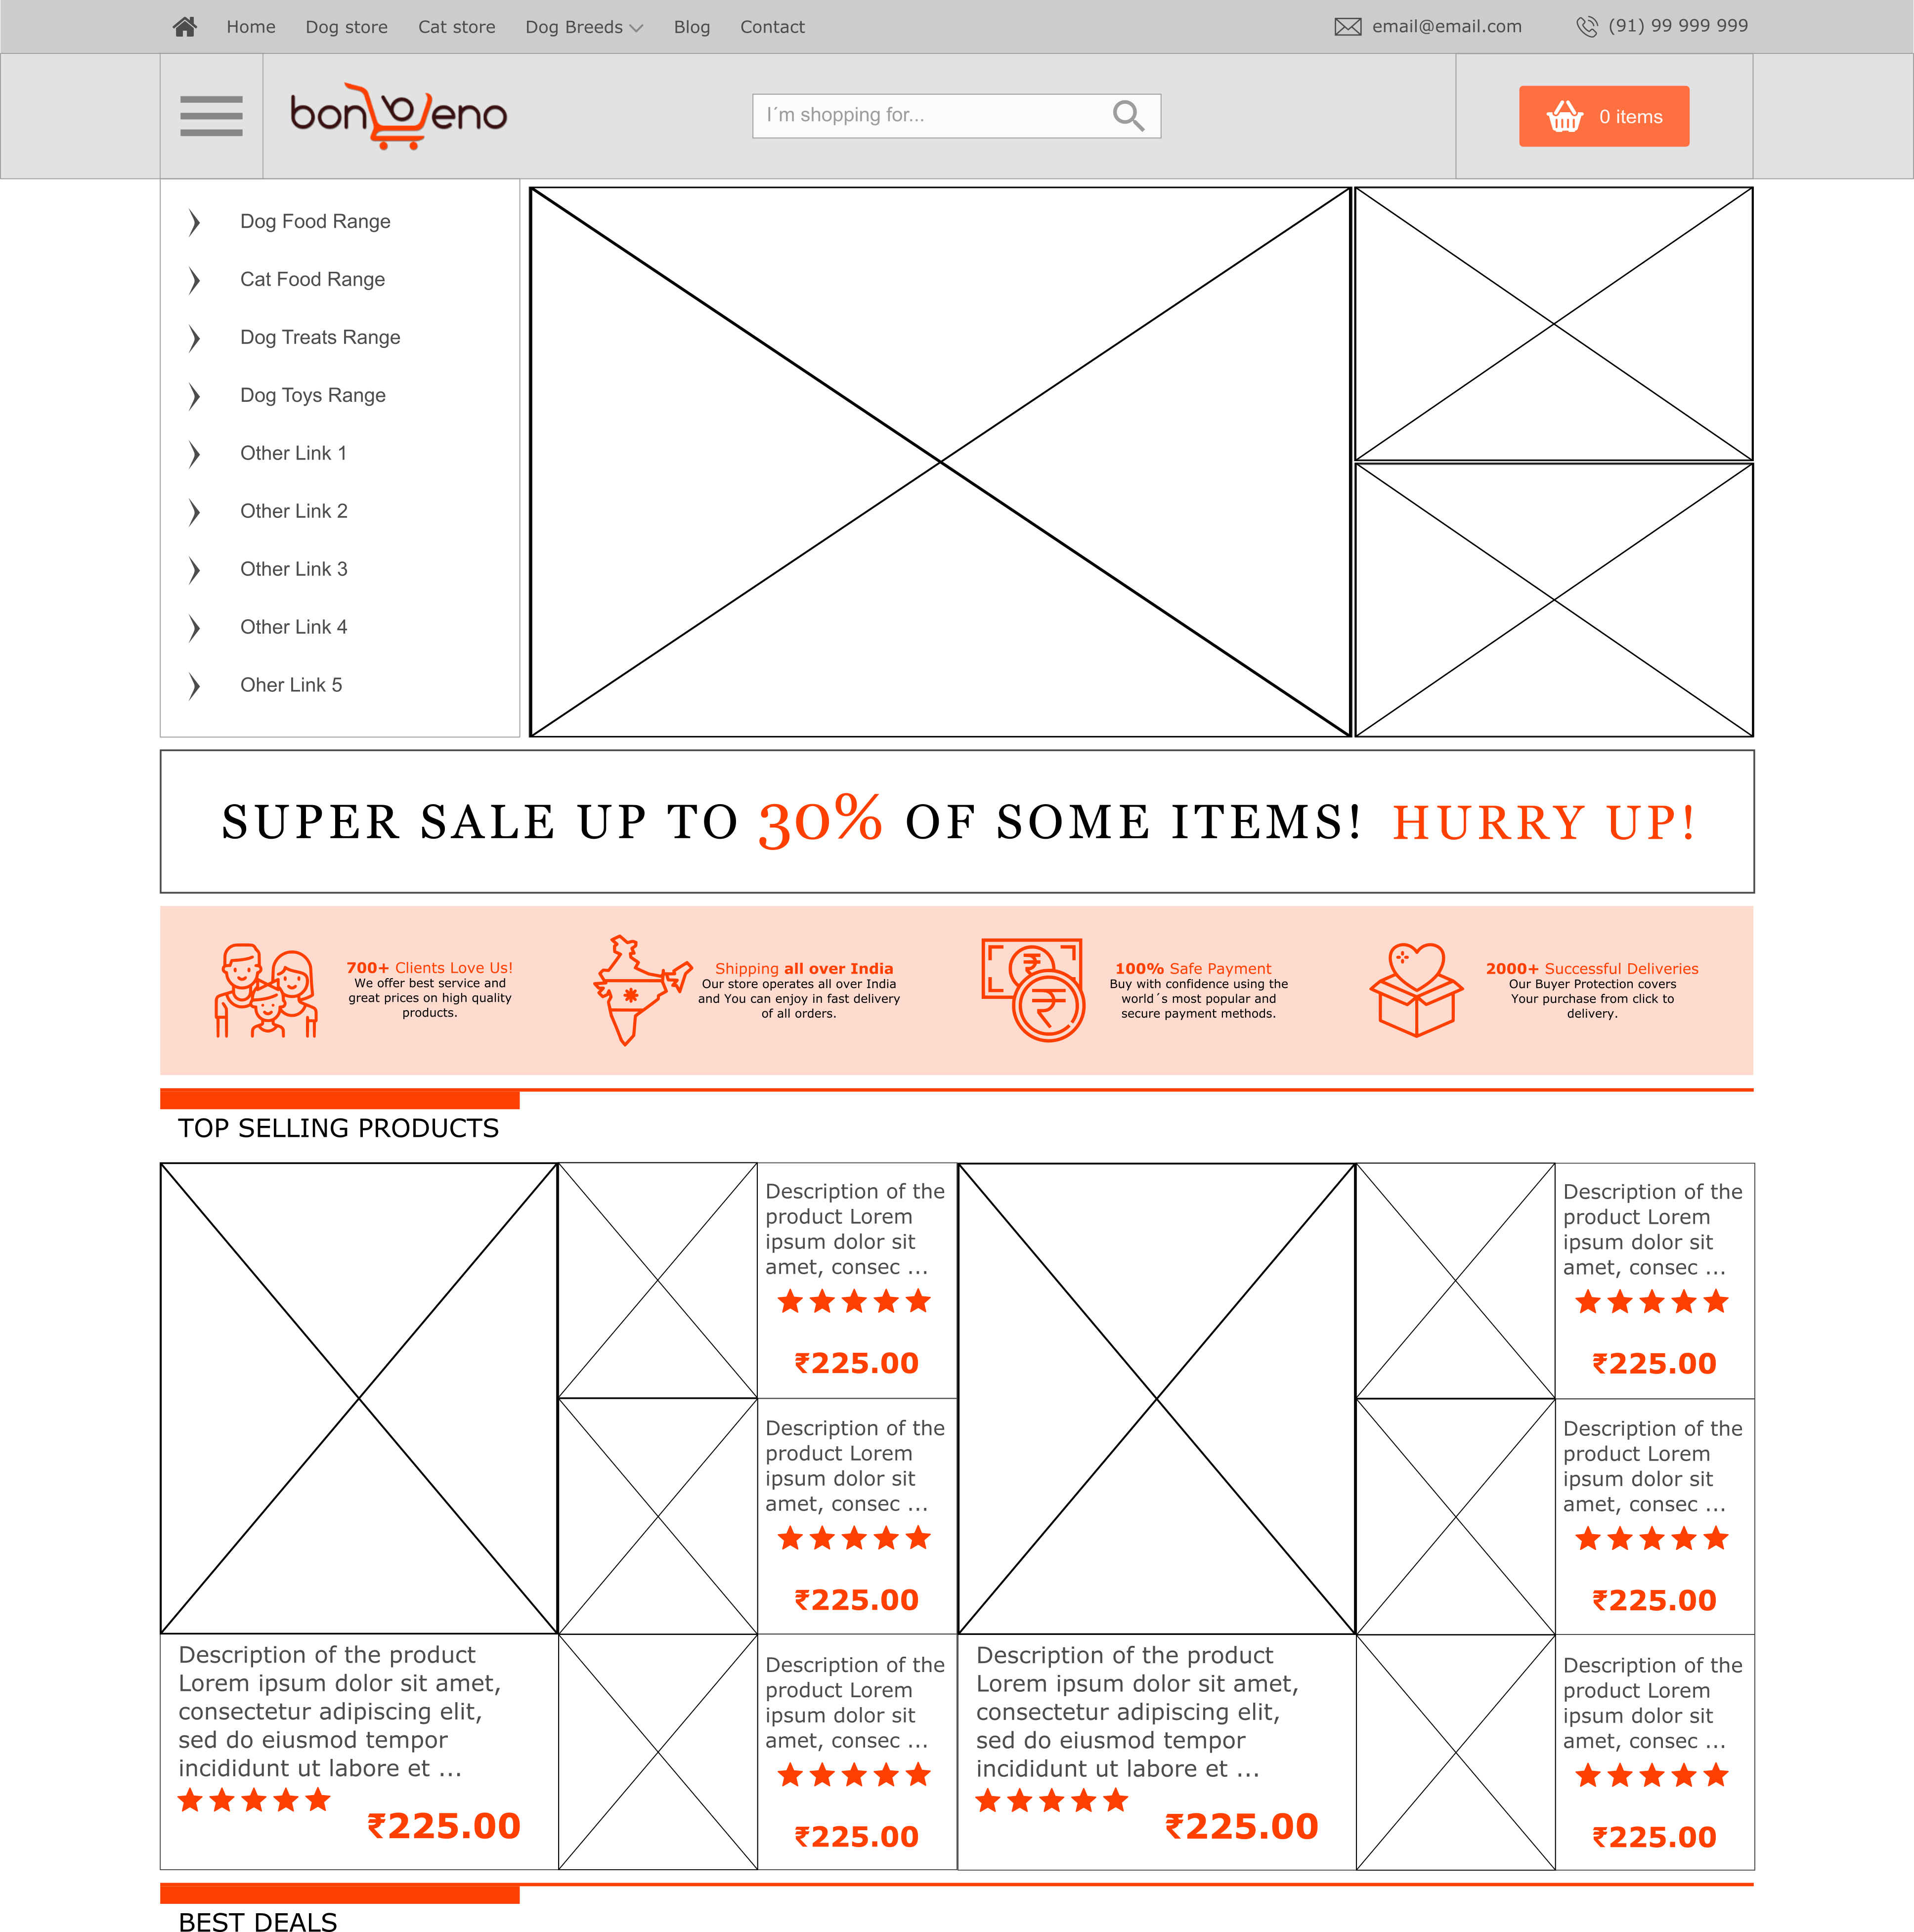 Home Dog store Cat store Dog Breeds Blog Contact email@email.com (91) 99 999 999
bonbueno
I´m shopping for...
0 items
Dog Food Range
Cat Food Range
Dog Treats Range
Dog Toys Range
Other Link 1
Other Link 2
Other Link 3
Other Link 4
Oher Link 5
SUPER SALE UP TO 30% OF SOME ITEMS! HURRY UP!
700+ Clients Love Us!
We offer best service and
great prices on high quality
products.
Shipping all over India
Our store operates all over India
and You can enjoy in fast delivery
of all orders.
100% Safe Payment
Buy with confidence using the
world´s most popular and
secure payment methods.
2000+ Successful Deliveries
Our Buyer Protection covers
Your purchase from click to
delivery.
TOP SELLING PRODUCTS
Description of the product
Lorem ipsum dolor sit amet,
consectetur adipiscing elit,
sed do eiusmod tempor
incididunt ut labore et ...
₹225.00
Description of the
product Lorem
ipsum dolor sit
amet, consec ...
₹225.00
Description of the
product Lorem
ipsum dolor sit
amet, consec ...
₹225.00
Description of the
product Lorem
ipsum dolor sit
amet, consec ...
₹225.00
Description of the product
Lorem ipsum dolor sit amet,
consectetur adipiscing elit,
sed do eiusmod tempor
incididunt ut labore et ...
₹225.00
Description of the
product Lorem
ipsum dolor sit
amet, consec ...
₹225.00
Description of the
product Lorem
ipsum dolor sit
amet, consec ...
₹225.00
Description of the
product Lorem
ipsum dolor sit
amet, consec ...
₹225.00
BEST DEALS